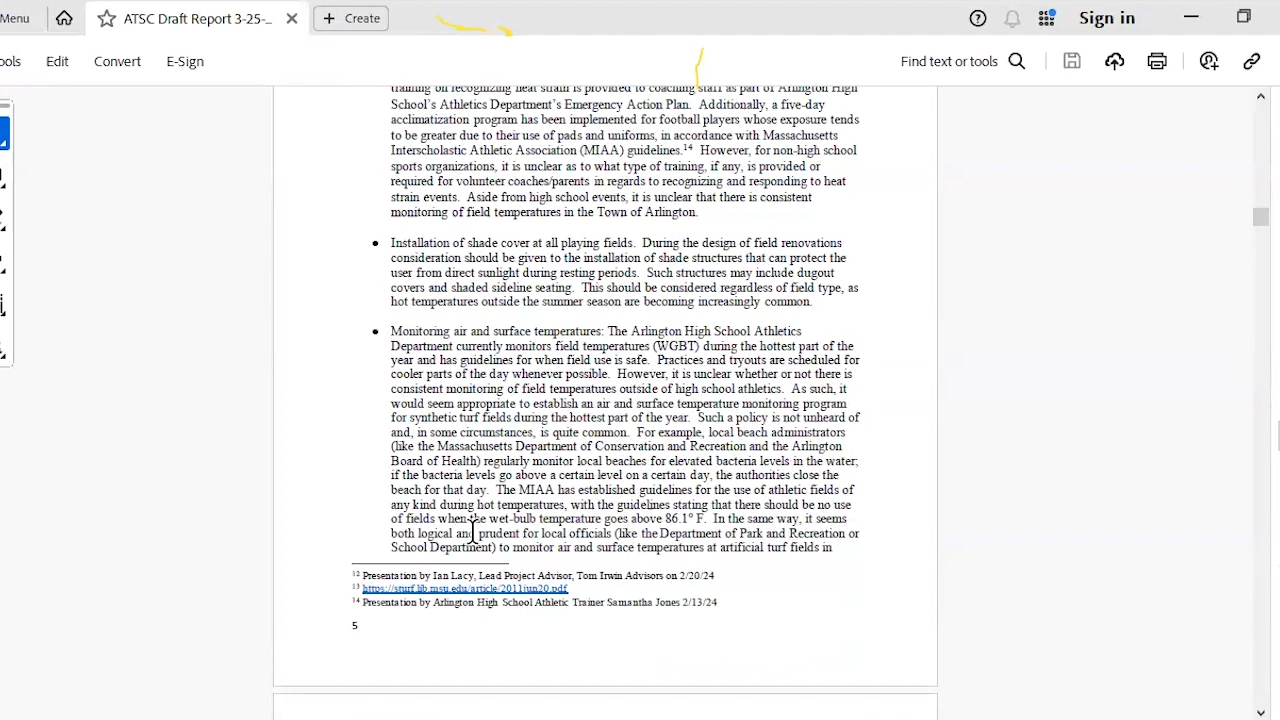 Menu
ATSC Draft Report 3-25-...
Create
Sign in
ools
Edit
Convert
E-Sign
Find text or tools
training on recognizing heat strain is provided to coaching staff as part of Arlington High
School's Athletics Department's Emergency Action Plan. Additionally, a five-day
acclimatization program has been implemented for football players whose exposure tends
to be greater due to their use of pads and uniforms, in accordance with Massachusetts
Interscholastic Athletic Association (MIAA) guidelines.14 However, for non-high school
sports organizations, it is unclear as to what type of training, if any, is provided or
required for volunteer coaches/parents in regards to recognizing and responding to heat
strain events. Aside from high school events, it is unclear that there is consistent
monitoring of field temperatures in the Town of Arlington.
• Installation of shade cover at all playing fields. During the design of field renovations
consideration should be given to the installation of shade structures that can protect the
user from direct sunlight during resting periods. Such structures may include dugout
covers and shaded sideline seating. This should be considered regardless of field type, as
hot temperatures outside the summer season are becoming increasingly common.
• Monitoring air and surface temperatures: The Arlington High School Athletics
Department currently monitors field temperatures (WGBT) during the hottest part of the
year and has guidelines for when field use is safe. Practices and tryouts are scheduled for
cooler parts of the day whenever possible. However, it is unclear whether or not there is
consistent monitoring of field temperatures outside of high school athletics. As such, it
would seem appropriate to establish an air and surface temperature monitoring program
for synthetic turf fields during the hottest part of the year. Such a policy is not unheard of
and, in some circumstances, is quite common. For example, local beach administrators
(like the Massachusetts Department of Conservation and Recreation and the Arlington
Board of Health) regularly monitor local beaches for elevated bacteria levels in the water;
if the bacteria levels go above a certain level on a certain day, the authorities close the
beach for that day. The MIAA has established guidelines for the use of athletic fields of
any kind during hot temperatures, with the guidelines stating that there should be no use
of fields when the wet-bulb temperature goes above 86.1° F. In the same way, it seems
both logical and prudent for local officials (like the Department of Park and Recreation or
School Department) to monitor air and surface temperatures at artificial turf fields in
12 Presentation by Ian Lacy, Lead Project Advisor, Tom Irwin Advisors on 2/20/24
13 https://sturf.lib.msu.edu/article/2011jun20.pdf
14 Presentation by Arlington High School Athletic Trainer Samantha Jones 2/13/24
5